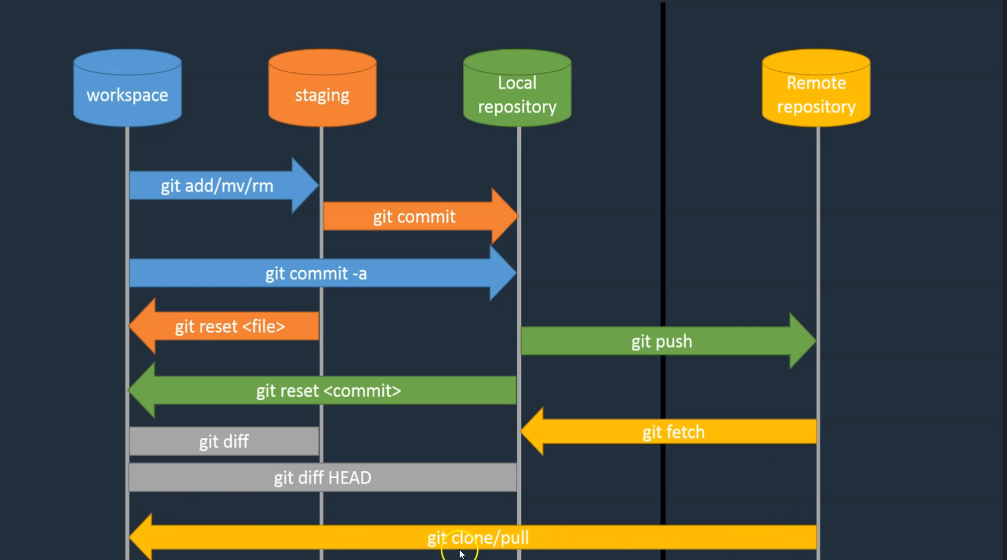 workspace
staging
Local
repository
Remote
repository
git add/mv/rm
git commit
git commit -a
git reset <file>
git push
git reset <commit>
git fetch
git diff
git diff HEAD
git clone/pull